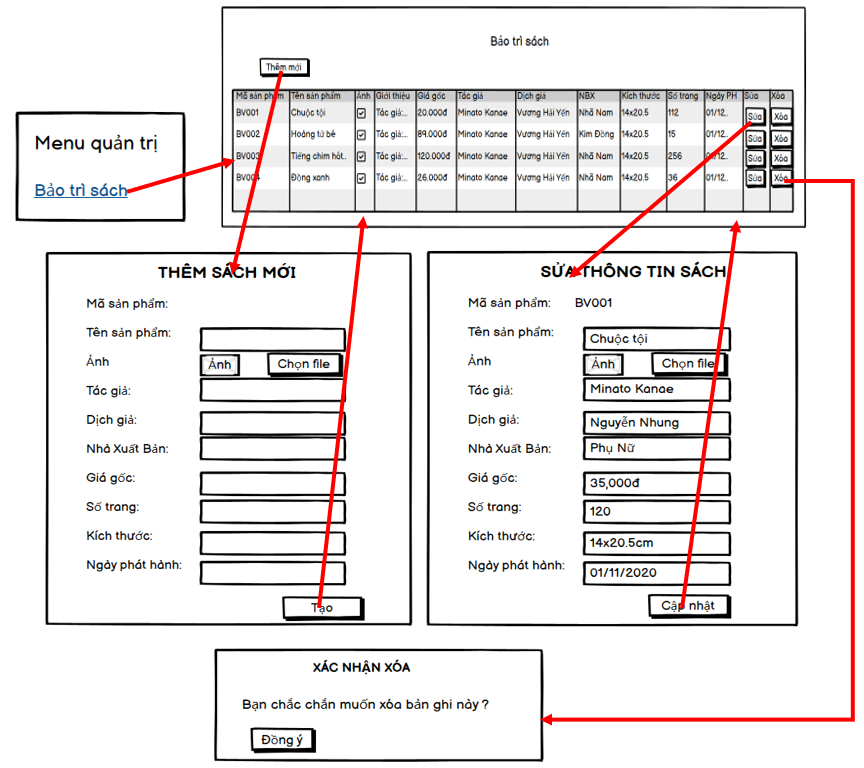 Bảo trì sách
Thêm mới
Mã sản phẩm Tên sản phẩm Ảnh Giới thiệu Giá gốc Tác giả Dịch giả NBX Kích thước Số trang Ngày PH Sửa Xóa
BV001 Chuộc tội Tác giả:... 20.000đ Minato Kanae Vương Hải Yến Nhã Nam 14x20.5 112 01/12.. Sửa Xóa
BV002 Hoàng tử bé Tác giả:... 89.000đ Minato Kanae Vương Hải Yến Kim Đồng 14x20.5 15 01/12.. Sửa Xóa
BV003 Tiếng chim hót.. Tác giả:... 120.000đ Minato Kanae Vương Hải Yến Nhã Nam 14x20.5 256 01/12.. Sửa Xóa
BV004 Đồng xanh Tác giả:... 26.000đ Minato Kanae Vương Hải Yến Nhã Nam 14x20.5 36 01/12.. Sửa Xóa
Menu quản trị
Bảo trì sách
THÊM SÁCH MỚI
Mã sản phẩm:
Tên sản phẩm:
Ảnh Ảnh Chọn file
Tác giả:
Dịch giả:
Nhà Xuất Bản:
Giá gốc:
Số trang:
Kích thước:
Ngày phát hành:
Tạo
SỬA THÔNG TIN SÁCH
Mã sản phẩm: BV001
Tên sản phẩm: Chuộc tội
Ảnh Ảnh Chọn file
Tác giả: Minato Kanae
Dịch giả: Nguyễn Nhung
Nhà Xuất Bản: Phụ Nữ
Giá gốc: 35,000đ
Số trang: 120
Kích thước: 14x20.5cm
Ngày phát hành: 01/11/2020
Cập nhật
XÁC NHẬN XÓA
Bạn chắc chắn muốn xóa bản ghi này ?
Đồng ý